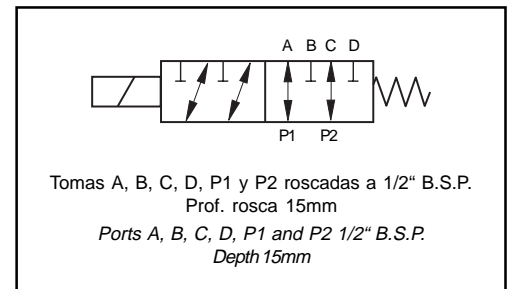 A B C D
P1 P2
Tomas A, B, C, D, P1 y P2 roscadas a 1/2“ B.S.P.
Prof. rosca 15mm
Ports A, B, C, D, P1 and P2 1/2“ B.S.P.
Depth 15mm